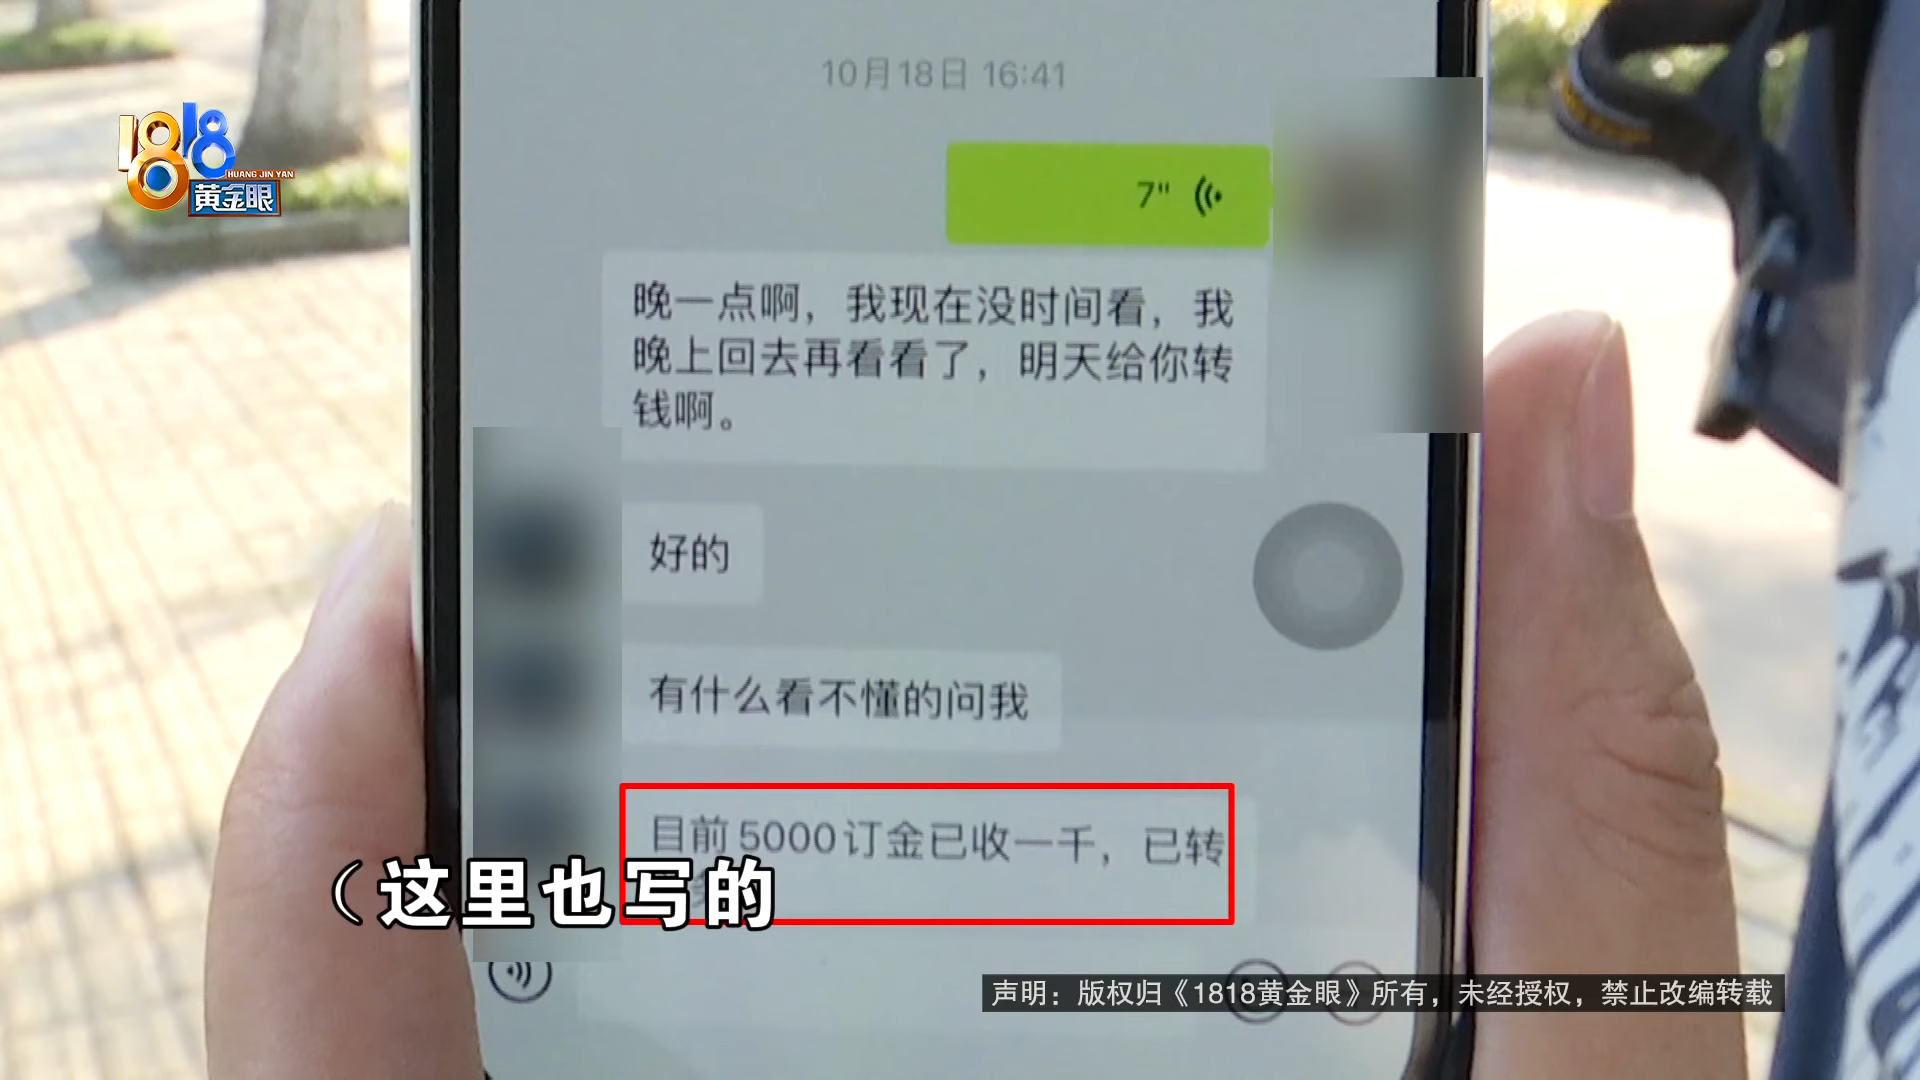 10月18日 16:41
1818
HUANG JIN YAN
黄金眼
7"
晚一点啊，我现在没时间看，我
晚上回去再看看了，明天给你转
钱啊。
好的
有什么看不懂的问我
目前5000订金已收一千，已转
（这里也写的
声明：版权归《1818黄金眼》所有，未经授权，禁止改编转载